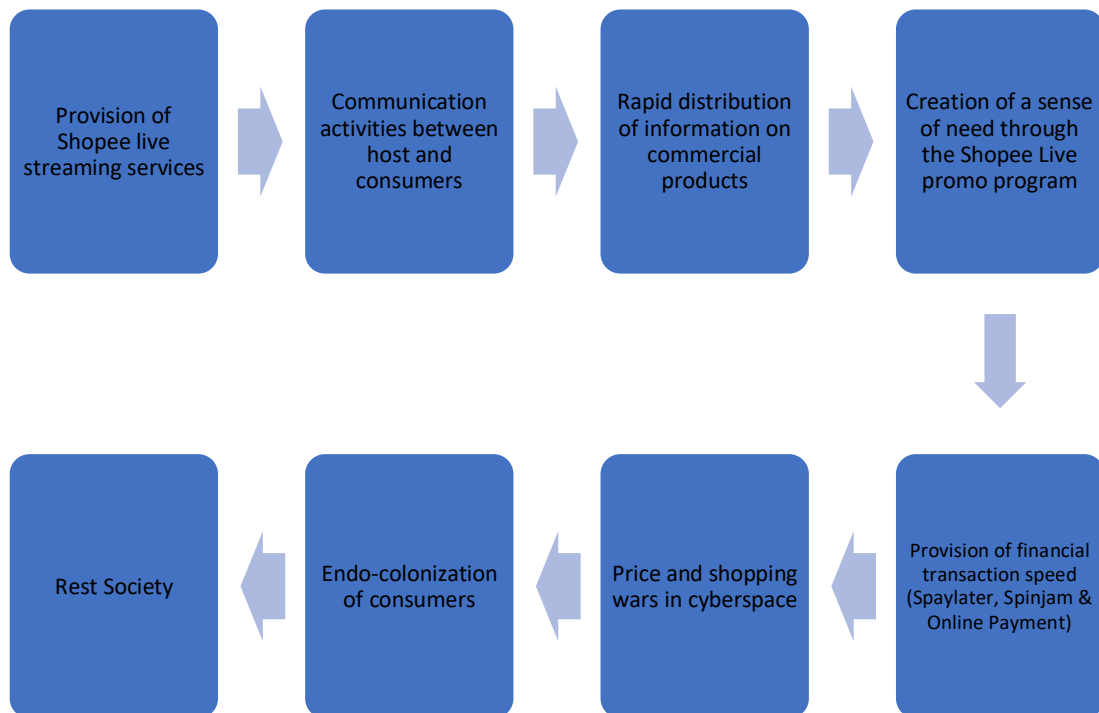 Provision of
Shopee live
streaming services
Communication
activities between
host and
consumers
Rapid distribution
of information on
commercial
products
Creation of a sense
of need through
the Shopee Live
promo program
Provision of financial
transaction speed
(Spaylater, Spinjam &
Online Payment)
Price and shopping
wars in cyberspace
Endo-colonization
of consumers
Rest Society